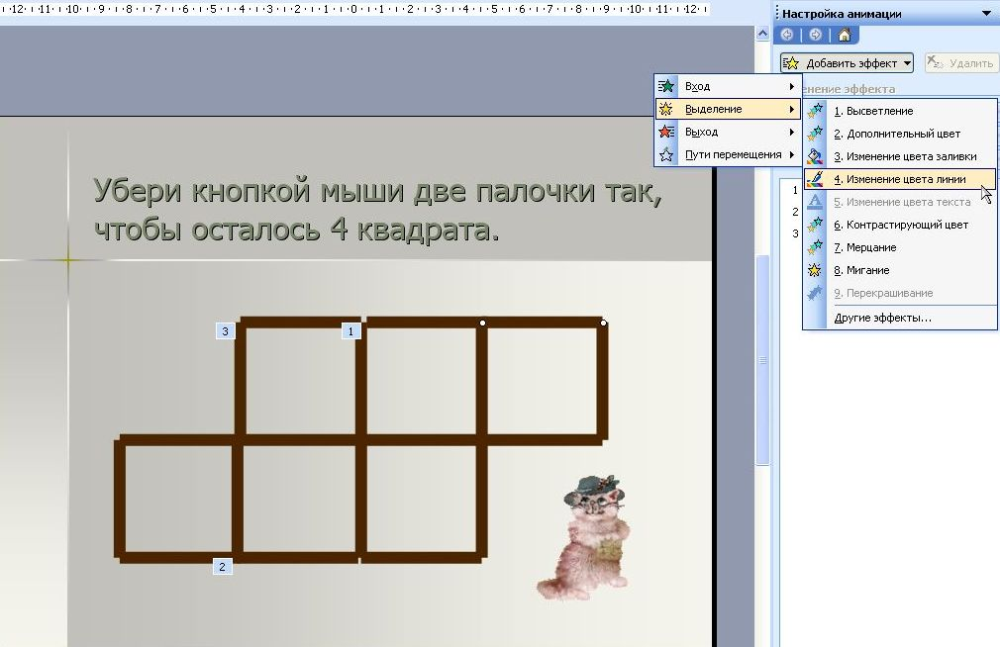 ·12···11···10···9···8···7···6···5···4···3···2···1···0···1···2···3···4···5···6···7···8···9···10···11···12·
Настройка анимации
Добавить эффект
Удалить
нение эффекта
Вход
Выделение
Выход
Пути перемещения
1. Высветление
2. Дополнительный цвет
3. Изменение цвета заливки
4. Изменение цвета линии
5. Изменение цвета текста
6. Контрастирующий цвет
7. Мерцание
8. Мигание
9. Перекрашивание
Другие эффекты...
1
2
3
Убери кнопкой мыши две палочки так,
чтобы осталось 4 квадрата.
3
1
2